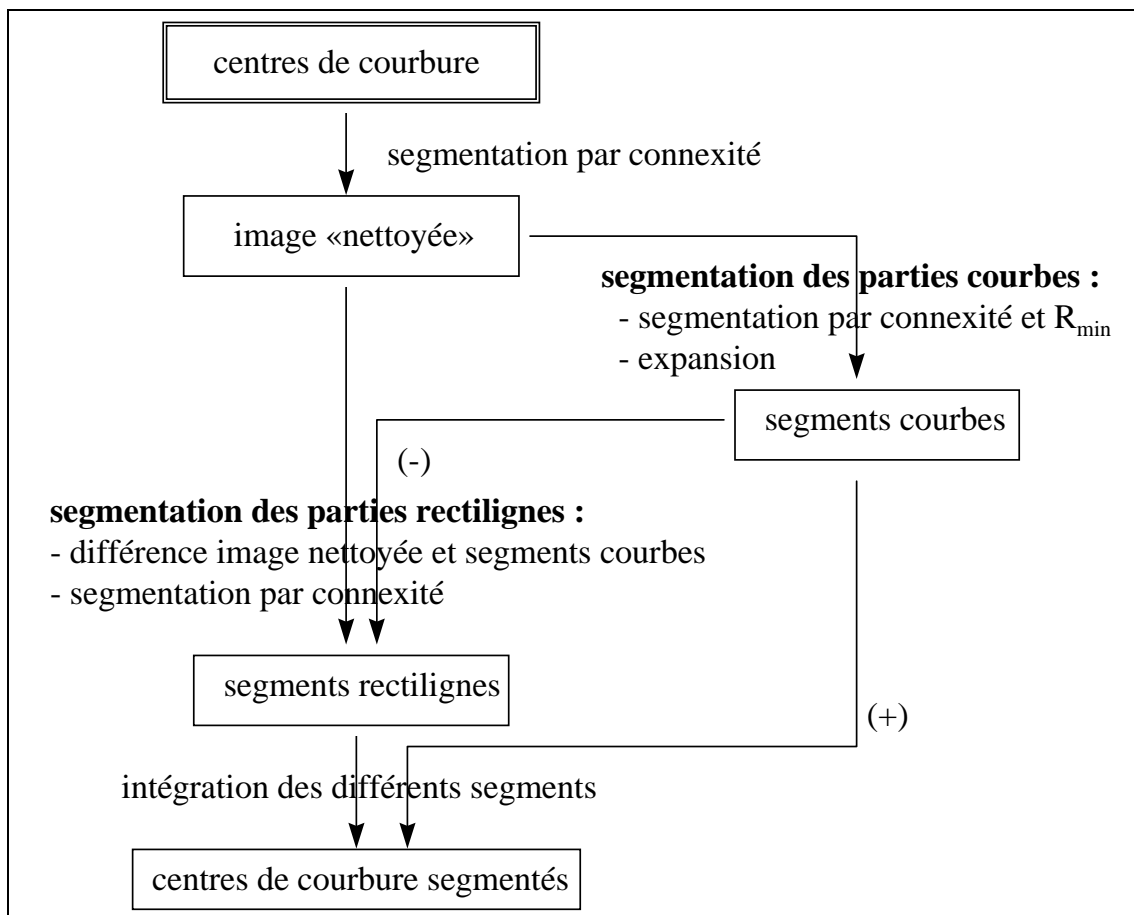 centres de courbure
segmentation par connexité
image «nettoyée»
segmentation des parties courbes :
- segmentation par connexité et Rmin
- expansion
segments courbes
(-)
segmentation des parties rectilignes :
- différence image nettoyée et segments courbes
- segmentation par connexité
segments rectilignes
(+)
intégration des différents segments
centres de courbure segmentés